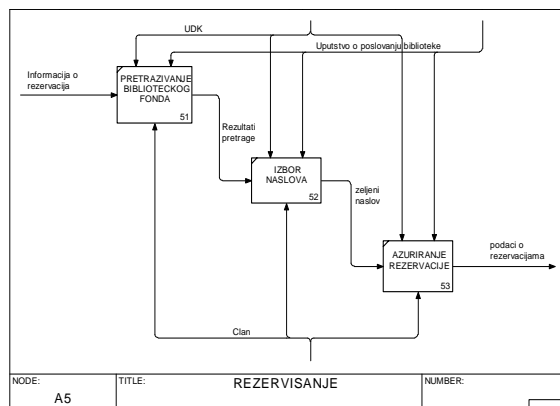 UDK
Uputstvo o poslovanju biblioteke
Informacija o
rezervacija
PRETRAZIVANJE
BIBLIOTECKOG
FONDA
51
Rezultati
pretrage
IZBOR
NASLOVA
52
zeljeni
naslov
AZURIRANJE
REZERVACIJE
53
podaci o
rezervacijama
Clan
NODE:
A5
TITLE:
REZERVISANJE
NUMBER: